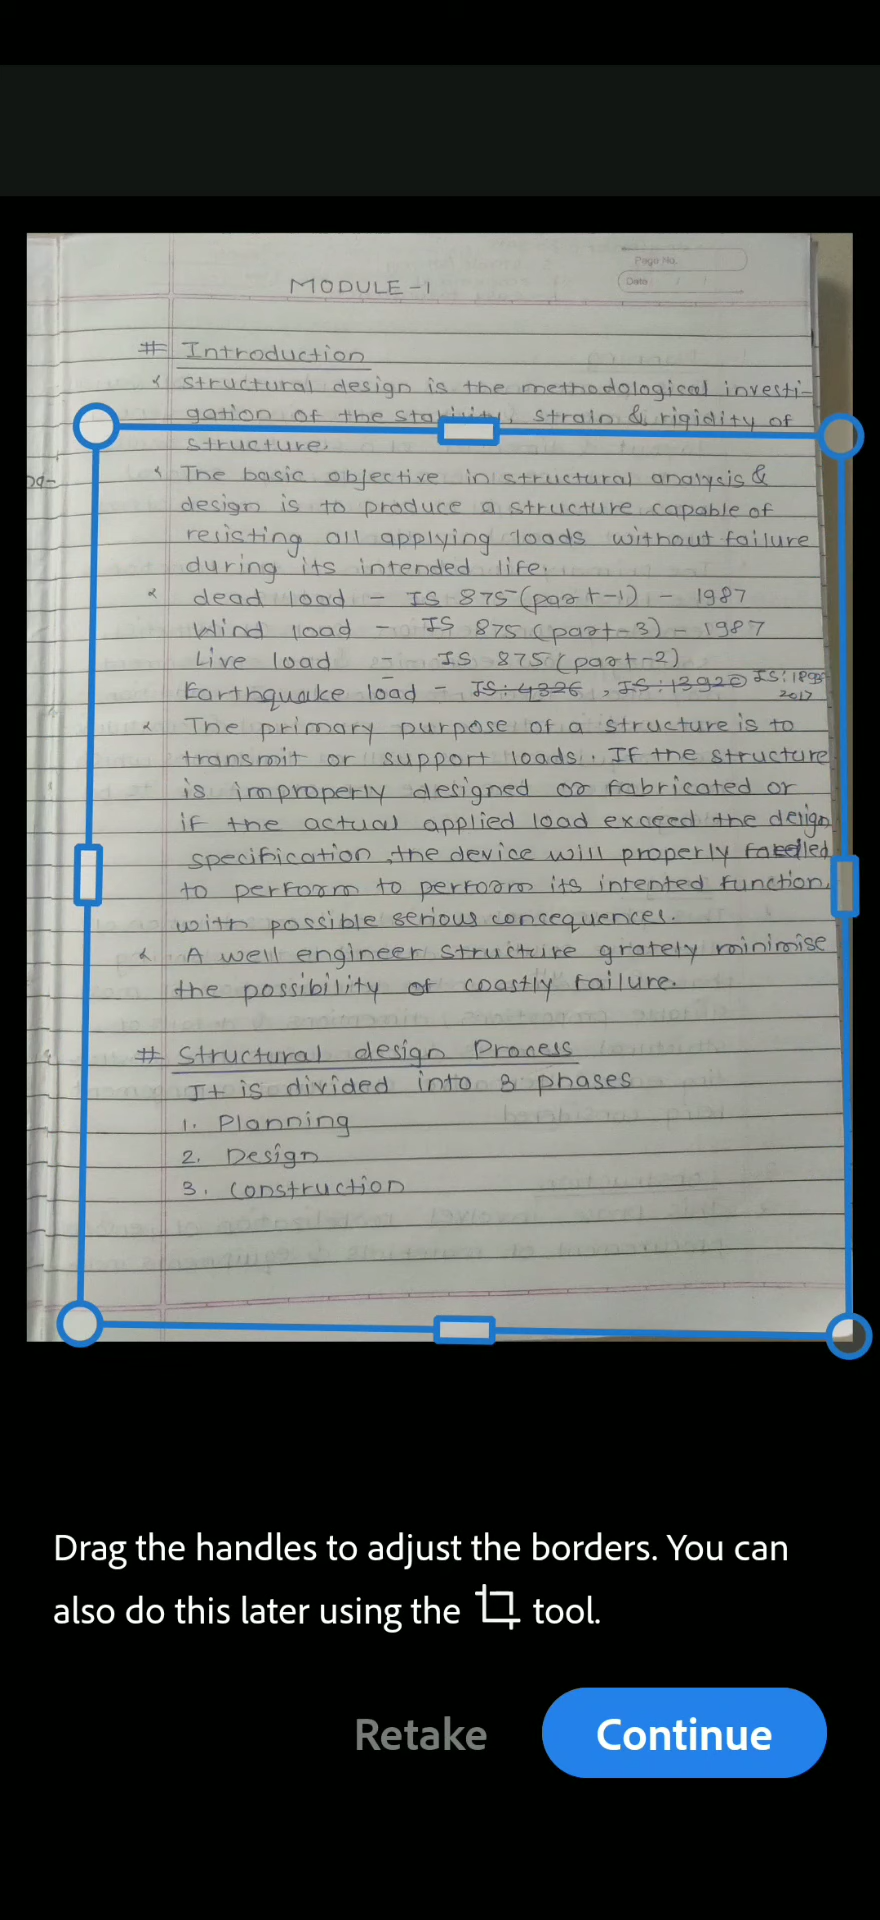 Page No.
Date
MODULE-1
# Introduction
structural design is the methodological investi-
gation of the stability, strain & rigidity of
structure.
The basic objective in structural analysis &
design is to produce a structure capable of
resisting all applying loads without failure
during its intended life.
dead load - IS 875 (part-1) - 1987
Wind load - IS 875 (part-3) - 1987
Live load - IS 875 (part-2)
Earthquake load - IS:4326, IS:13920 IS:1893
2017
The primary purpose of a structure is to
transmit or support loads. If the structure
is improperly designed or fabricated or
if the actual applied load exceed the design
specification, the device will properly
to perform to perform its intented function,
with possible serious concequences.
A well engineer structure grately minimise
the possibility of coastly failure.
# Structural design Process
It is divided into 3 phases
1. Planning
2. Design
3. Construction
Drag the handles to adjust the borders. You can
also do this later using the tool.
Retake
Continue